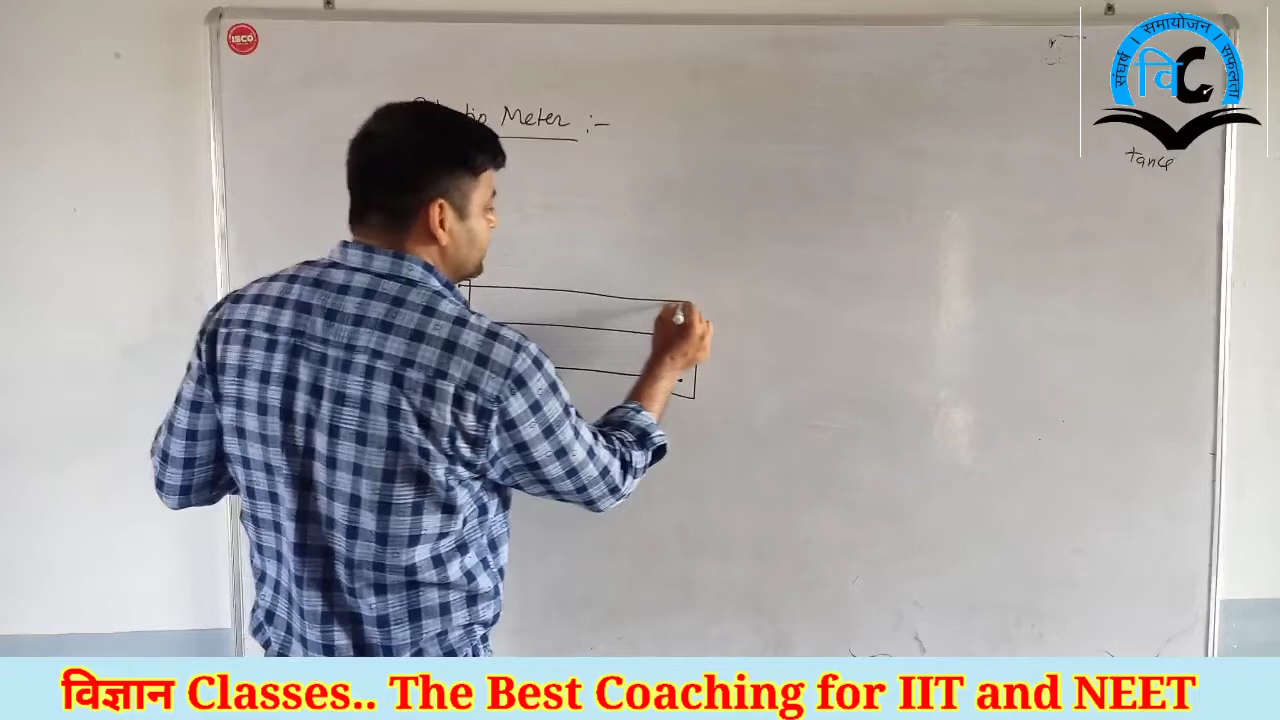 ISCO
संघर्ष । समायोजन । सफलता
विC
Meter :-
tance
विज्ञान Classes.. The Best Coaching for IIT and NEET